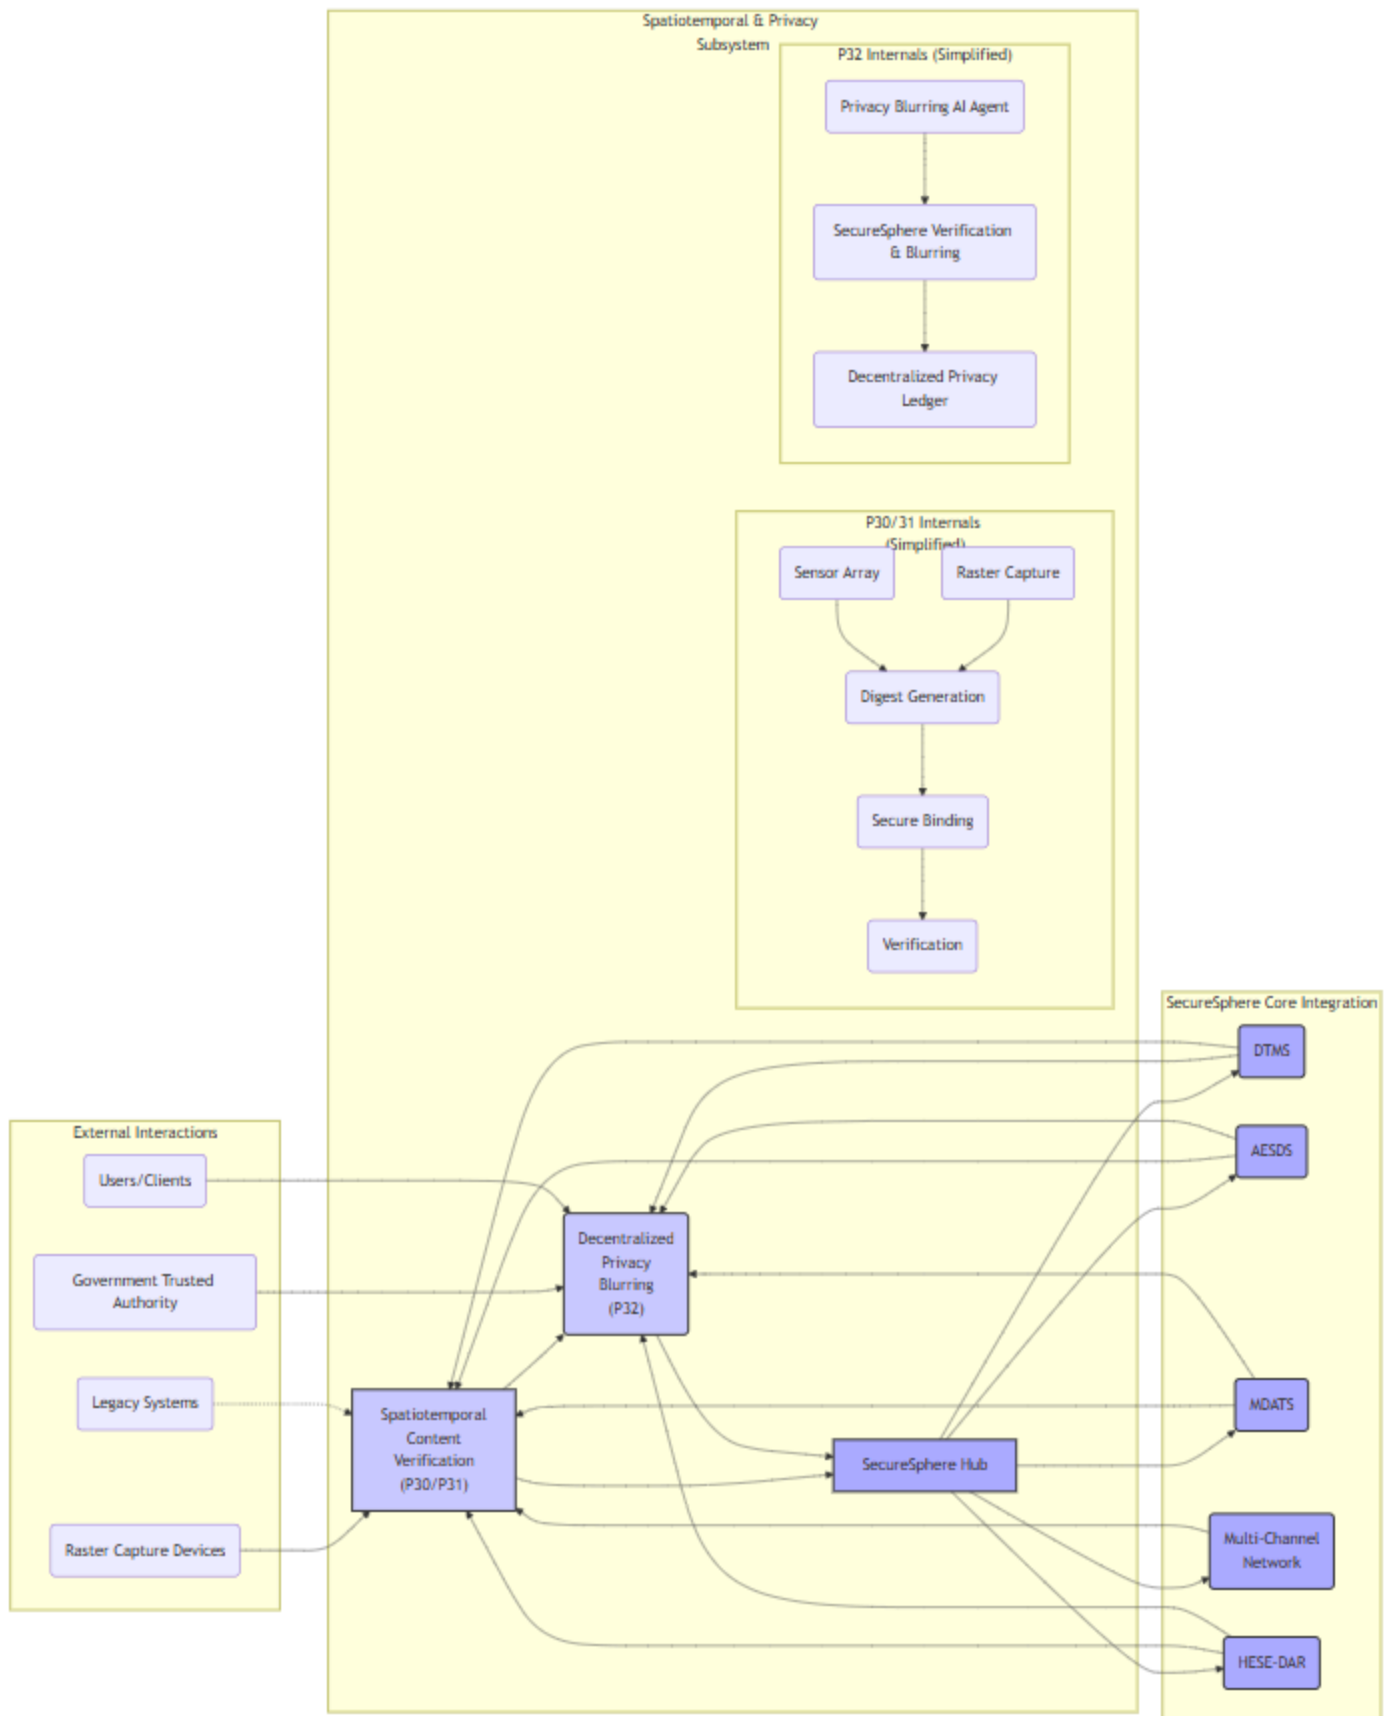 Spatiotemporal & Privacy
Subsystem
P32 Internals (Simplified)
Privacy Blurring AI Agent
SecureSphere Verification
& Blurring
Decentralized Privacy
Ledger
P30/31 Internals
(Simplified)
Sensor Array
Raster Capture
Digest Generation
Secure Binding
Verification
SecureSphere Core Integration
DTMS
AESDS
MDATS
Multi-Channel
Network
HESE-DAR
External Interactions
Users/Clients
Government Trusted
Authority
Legacy Systems
Raster Capture Devices
Decentralized
Privacy
Blurring
(P32)
Spatiotemporal
Content
Verification
(P30/P31)
SecureSphere Hub